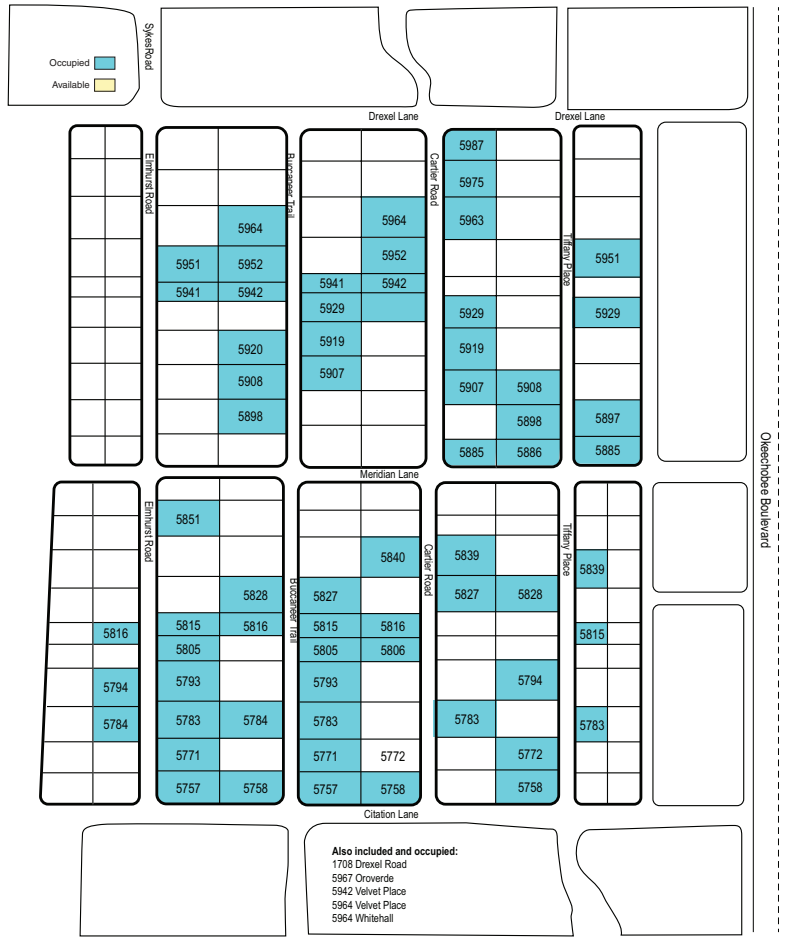 SykesRoad
Occupied
Available
Drexel Lane
Drexel Lane
Elmhurst Road
Buccaneer Trail
Cartier Road
Tiffany Place
5987
5975
5964
5964
5963
5951
5952
5952
5951
5941
5942
5941
5942
5929
5929
5929
5920
5919
5919
5908
5907
5907
5908
5898
5898
5897
5885
5886
5885
Okeechobee Boulevard
Meridian Lane
Elmhurst Road
Buccaneer Trail
Cartier Road
Tiffany Place
5851
5840
5839
5839
5828
5827
5827
5828
5816
5815
5816
5815
5816
5815
5805
5805
5806
5794
5793
5793
5794
5784
5783
5784
5783
5783
5783
5771
5771
5772
5772
5757
5758
5757
5758
5758
Citation Lane
Also included and occupied:
1708 Drexel Road
5967 Oroverde
5942 Velvet Place
5964 Velvet Place
5964 Whitehall